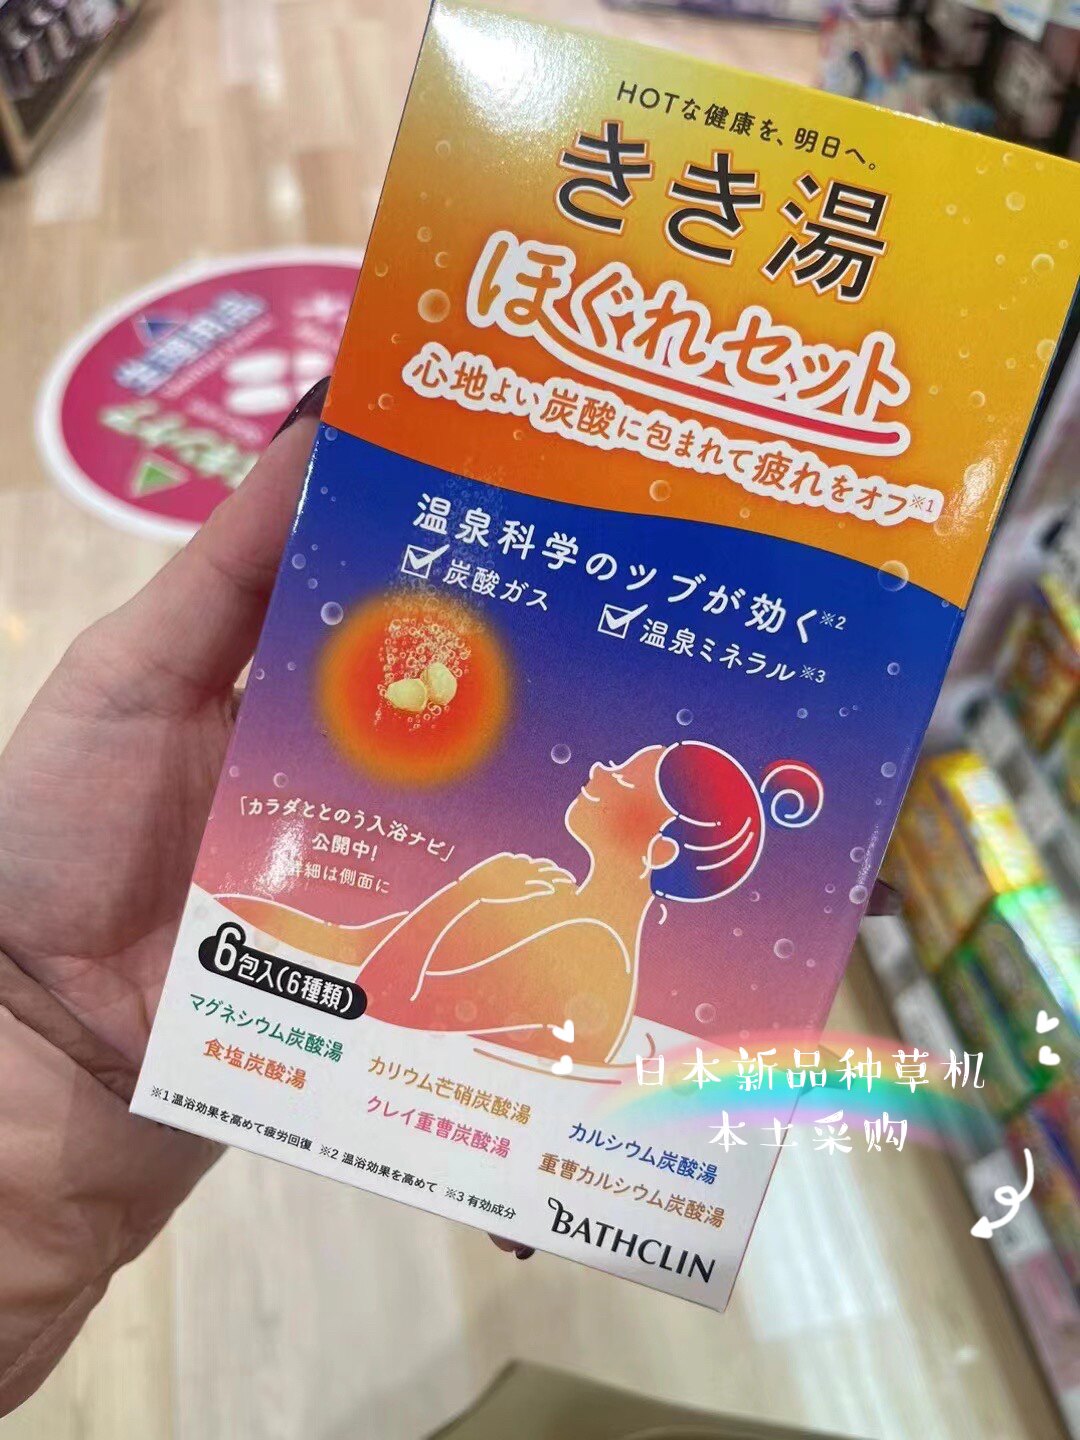 HOTな健康を、明日へ。
きき湯
ほぐれセット
心地よい炭酸に包まれて疲れをオフ※1
温泉科学のツブが効く※2
炭酸ガス
温泉ミネラル※3
「カラダととのう入浴ナビ」
公開中!
詳細は側面に
6包入(6種類)
マグネシウム炭酸湯
食塩炭酸湯
カリウム芒硝炭酸湯
クレイ重曹炭酸湯
カルシウム炭酸湯
重曹カルシウム炭酸湯
※1 温浴効果を高めて疲労回復 ※2 温浴効果を高めて ※3 有効成分
BATHCLIN
日本新品种草机
本土采购
生理用品